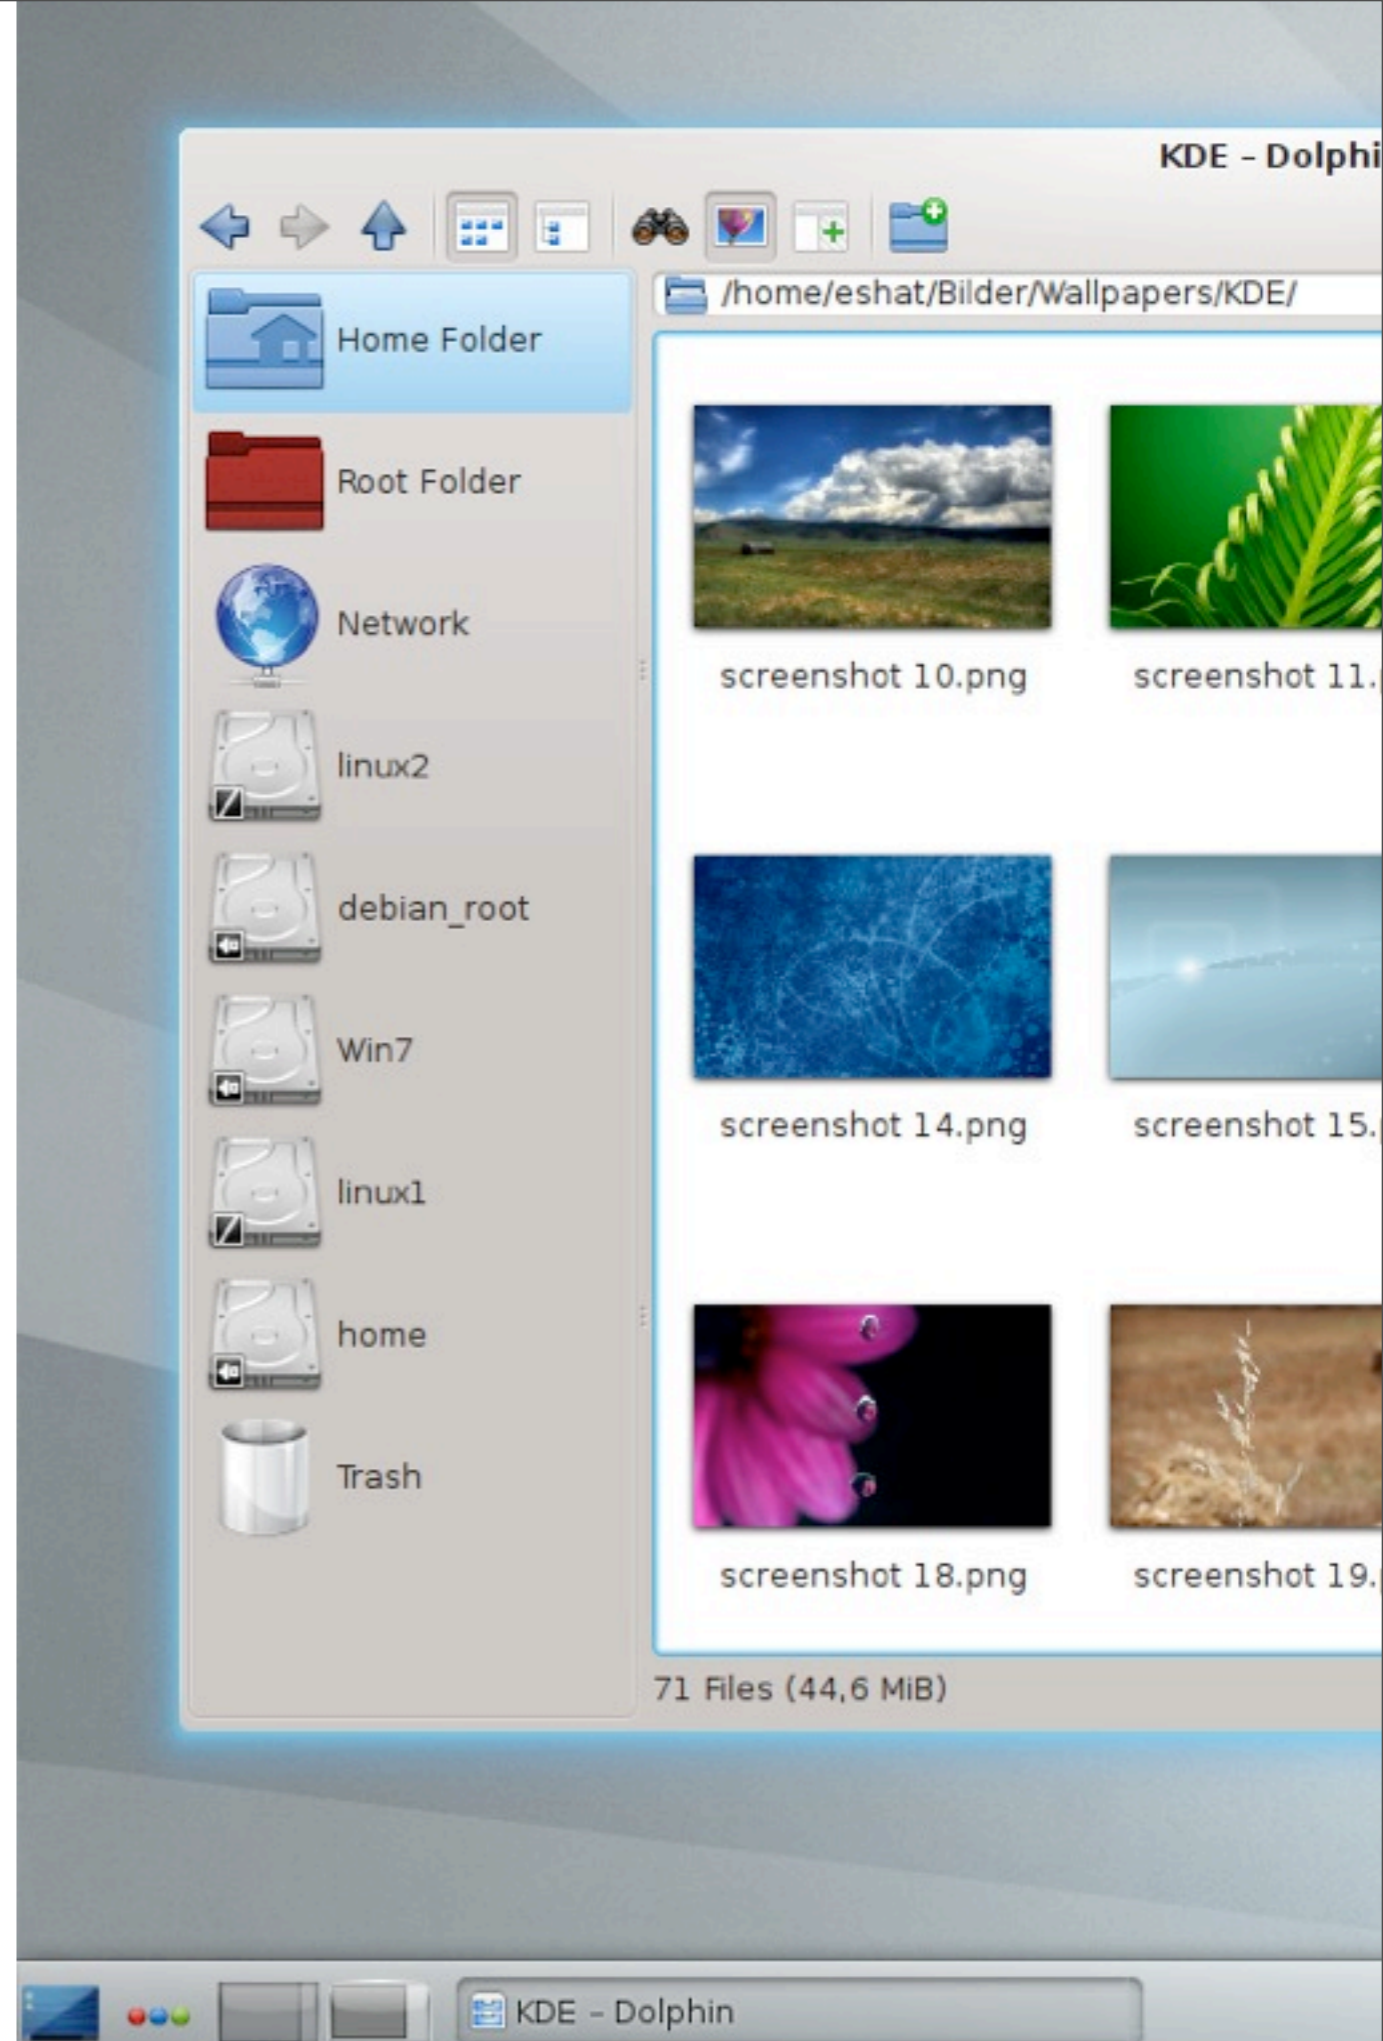 KDE – Dolphi
/home/eshat/Bilder/Wallpapers/KDE/
Home Folder
Root Folder
Network
linux2
debian_root
Win7
linux1
home
Trash
screenshot 10.png
screenshot 11.
screenshot 14.png
screenshot 15.
screenshot 18.png
screenshot 19.
71 Files (44,6 MiB)
KDE – Dolphin